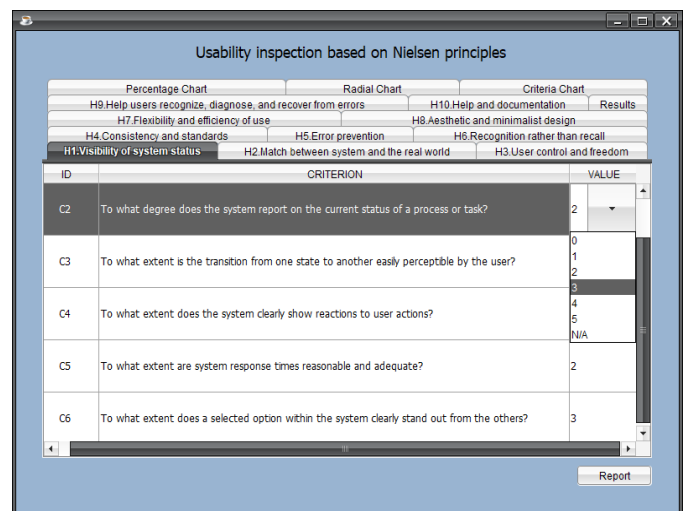 Usability inspection based on Nielsen principles
Percentage Chart Radial Chart Criteria Chart
H9.Help users recognize, diagnose, and recover from errors H10.Help and documentation Results
H7.Flexibility and efficiency of use H8.Aesthetic and minimalist design
H4.Consistency and standards H5.Error prevention H6.Recognition rather than recall
H1:Visibility of system status H2.Match between system and the real world H3.User control and freedom
ID CRITERION VALUE
C2 To what degree does the system report on the current status of a process or task? 2
0
1
2
3
4
5
N/A
C3 To what extent is the transition from one state to another easily perceptible by the user?
C4 To what extent does the system clearly show reactions to user actions?
C5 To what extent are system response times reasonable and adequate? 2
C6 To what extent does a selected option within the system clearly stand out from the others? 3
Report